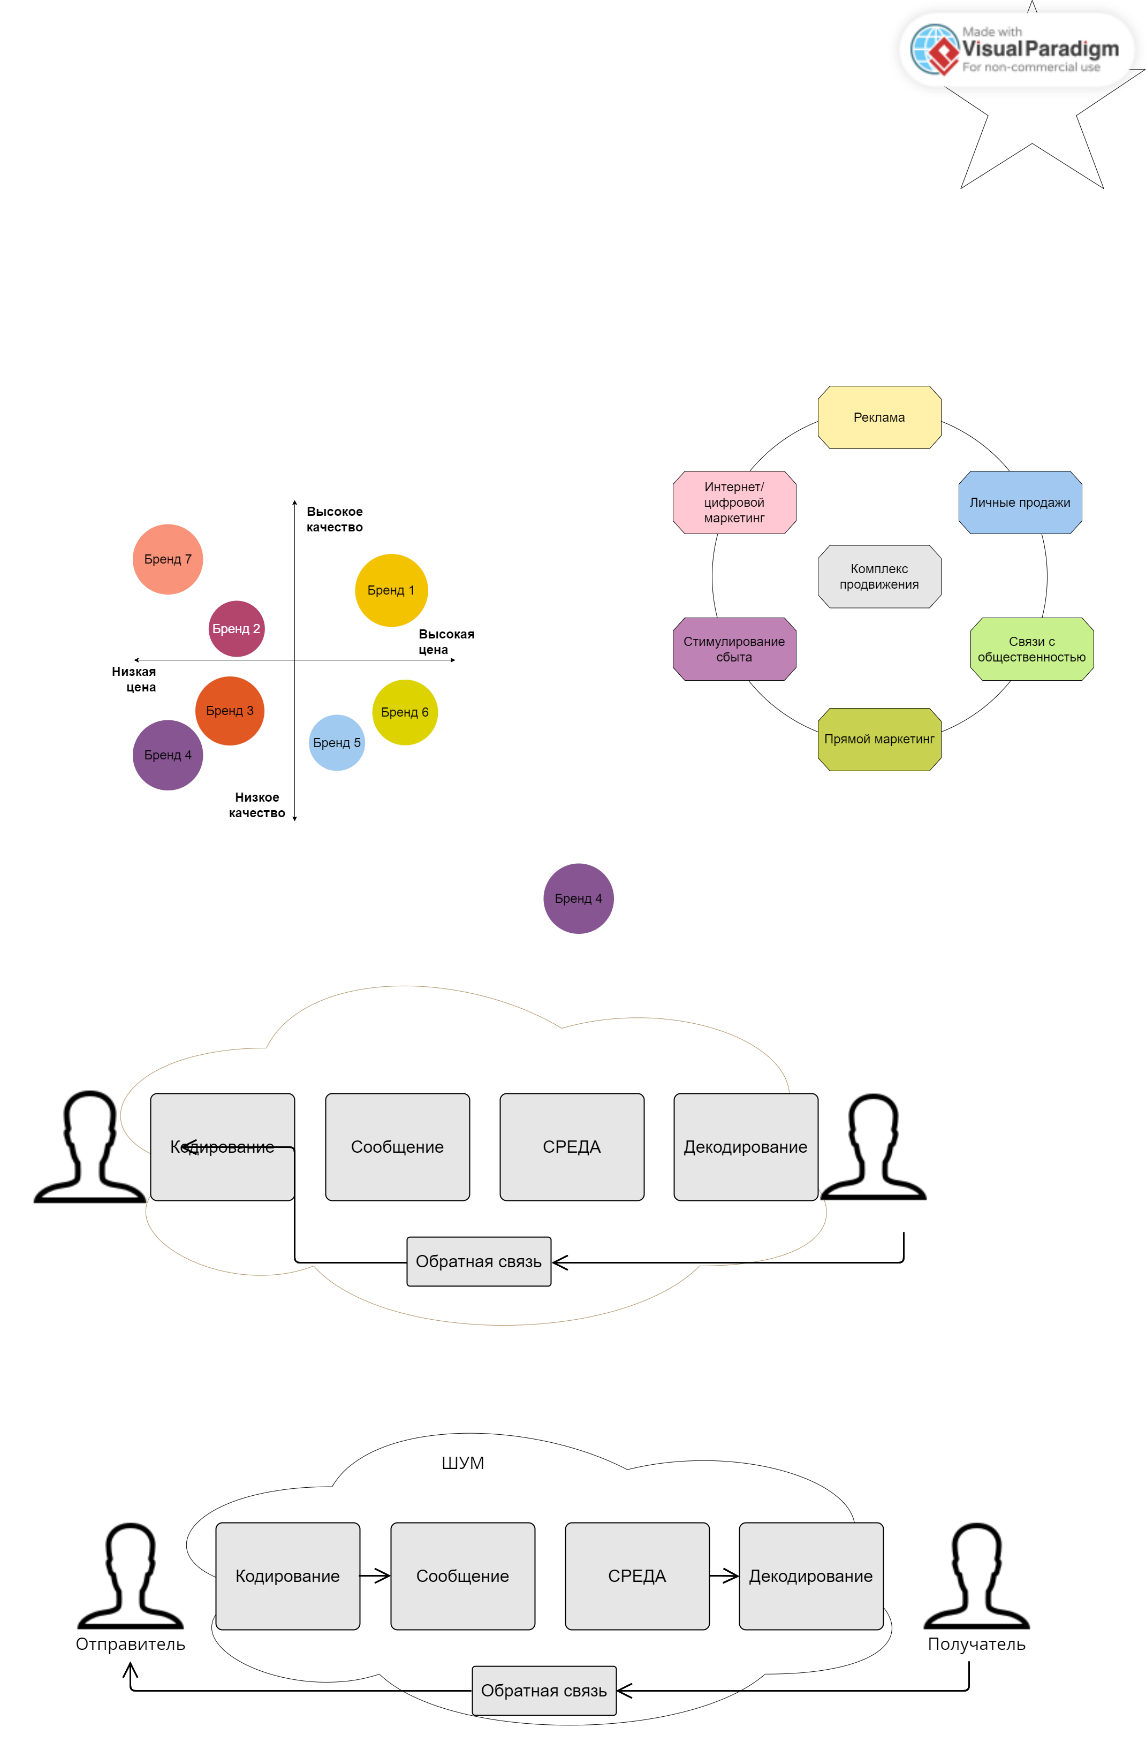 Made with
VisualParadigm
For non-commercial use
Реклама
Интернет/
цифровой
маркетинг
Личные продажи
Комплекс
продвижения
Стимулирование
сбыта
Связи с
общественностью
Прямой маркетинг
Высокое
качество
Бренд 7
Бренд 1
Бренд 2
Высокая
цена
Низкая
цена
Бренд 3
Бренд 6
Бренд 5
Бренд 4
Низкое
качество
Бренд 4
Кодирование
Сообщение
СРЕДА
Декодирование
Обратная связь
ШУМ
Кодирование
Сообщение
СРЕДА
Декодирование
Отправитель
Получатель
Обратная связь